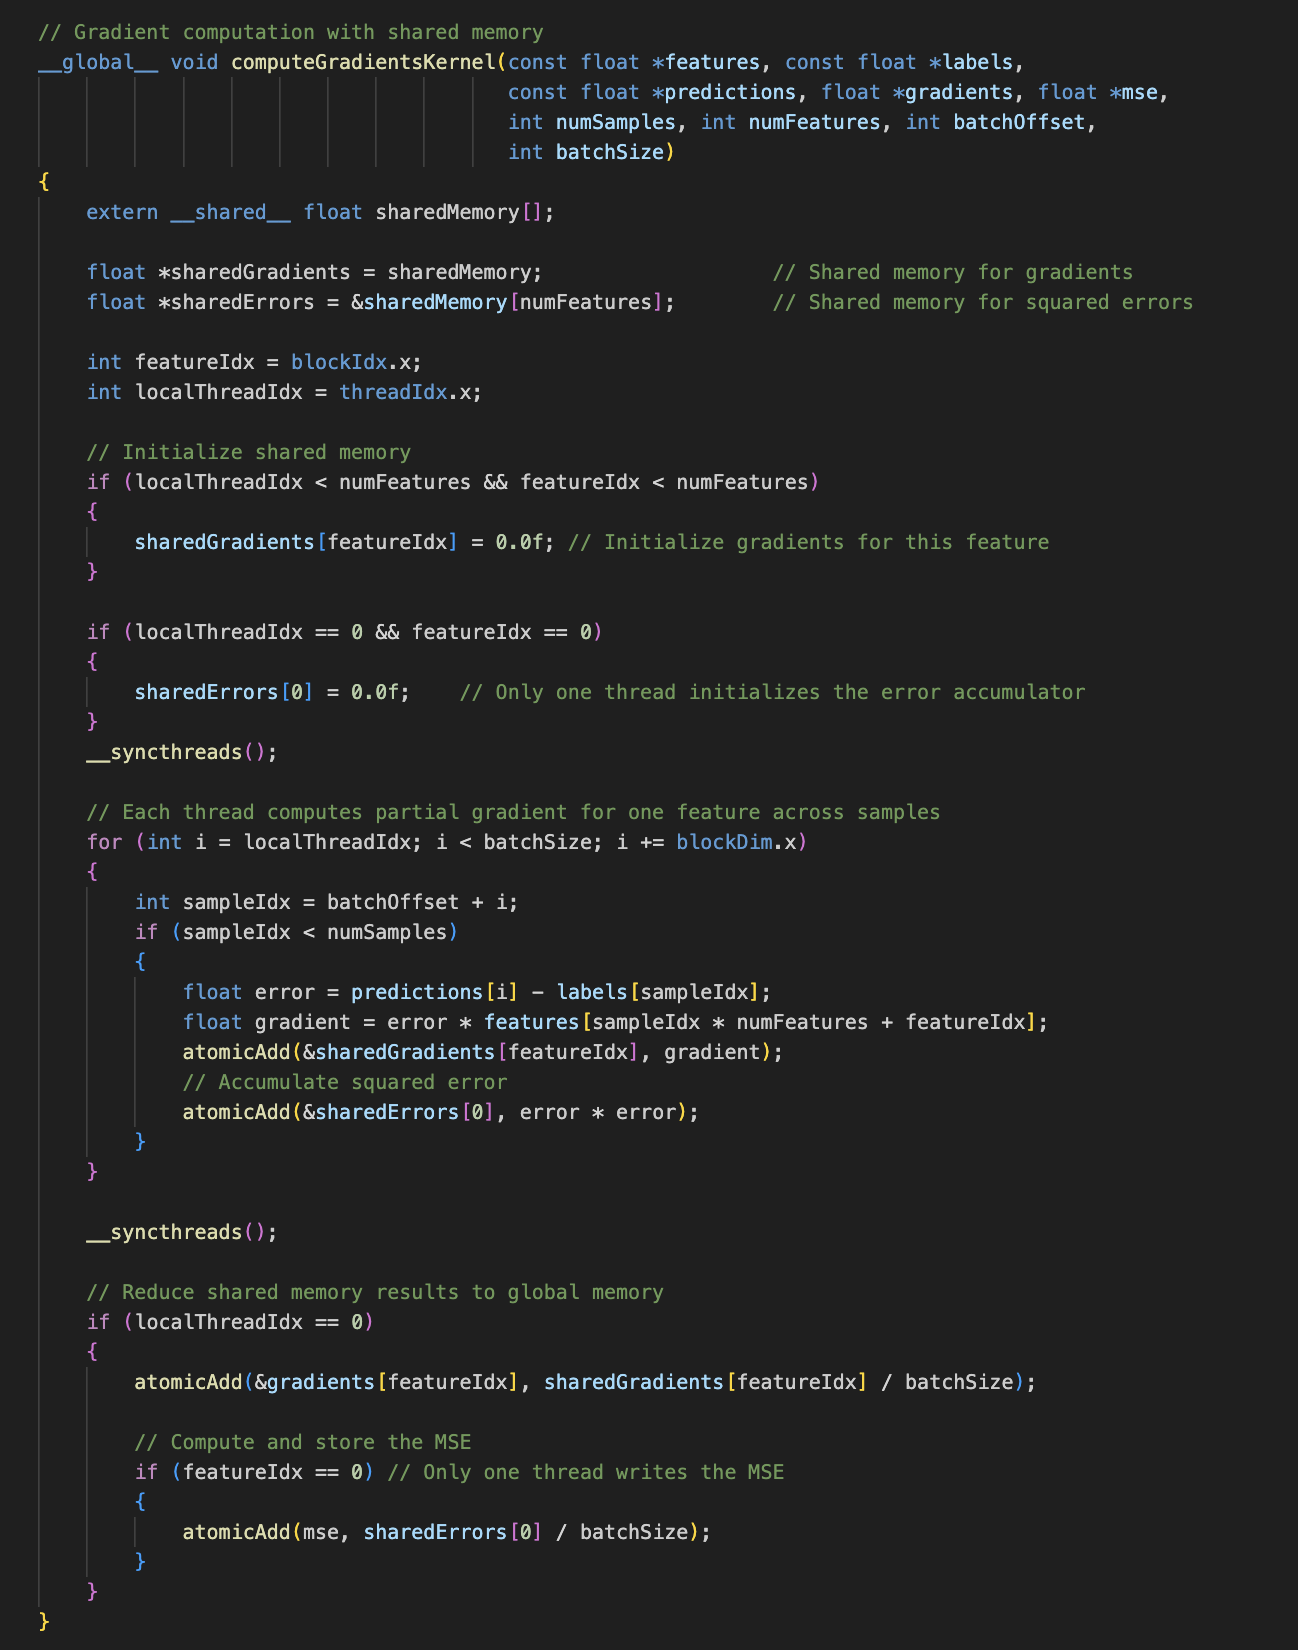 // Gradient computation with shared memory
__global__ void computeGradientsKernel(const float *features, const float *labels,
                                       const float *predictions, float *gradients, float *mse,
                                       int numSamples, int numFeatures, int batchOffset,
                                       int batchSize)
{
    extern __shared__ float sharedMemory[];

    float *sharedGradients = sharedMemory;                   // Shared memory for gradients
    float *sharedErrors = &sharedMemory[numFeatures];        // Shared memory for squared errors

    int featureIdx = blockIdx.x;
    int localThreadIdx = threadIdx.x;

    // Initialize shared memory
    if (localThreadIdx < numFeatures && featureIdx < numFeatures)
    {
        sharedGradients[featureIdx] = 0.0f; // Initialize gradients for this feature
    }

    if (localThreadIdx == 0 && featureIdx == 0)
    {
        sharedErrors[0] = 0.0f;    // Only one thread initializes the error accumulator
    }
    __syncthreads();

    // Each thread computes partial gradient for one feature across samples
    for (int i = localThreadIdx; i < batchSize; i += blockDim.x)
    {
        int sampleIdx = batchOffset + i;
        if (sampleIdx < numSamples)
        {
            float error = predictions[i] - labels[sampleIdx];
            float gradient = error * features[sampleIdx * numFeatures + featureIdx];
            atomicAdd(&sharedGradients[featureIdx], gradient);
            // Accumulate squared error
            atomicAdd(&sharedErrors[0], error * error);
        }
    }

    __syncthreads();

    // Reduce shared memory results to global memory
    if (localThreadIdx == 0)
    {
        atomicAdd(&gradients[featureIdx], sharedGradients[featureIdx] / batchSize);

        // Compute and store the MSE
        if (featureIdx == 0) // Only one thread writes the MSE
        {
            atomicAdd(mse, sharedErrors[0] / batchSize);
        }
    }
}